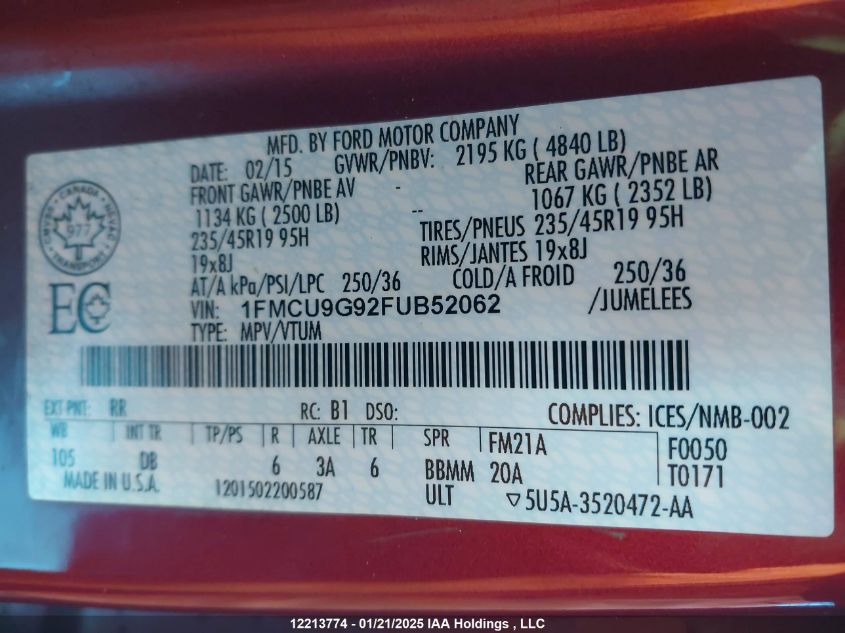 MFD. BY FORD MOTOR COMPANY
DATE: 02/15 GVWR/PNBV: 2195 KG ( 4840 LB)
FRONT GAWR/PNBE AV - REAR GAWR/PNBE AR
1134 KG ( 2500 LB) -- 1067 KG ( 2352 LB)
235/45R19 95H TIRES/PNEUS 235/45R19 95H
19x8J RIMS/JANTES 19x8J
AT/A kPa/PSI/LPC 250/36 COLD/A FROID 250/36
VIN: 1FMCU9G92FUB52062 /JUMELEES
TYPE: MPV/VTUM
CANADA
CMVSS NSVAC
977
TRANSPORT
EC
EXT PNT: RR RC: B1 DSO: COMPLIES: ICES/NMB-002
WB INT TR TP/PS R AXLE TR SPR FM21A F0050
105 DB 6 3A 6 BBMM 20A T0171
MADE IN U.S.A. 1201502200587 ULT ▽5U5A-3520472-AA
12213774 - 01/21/2025 IAA Holdings , LLC